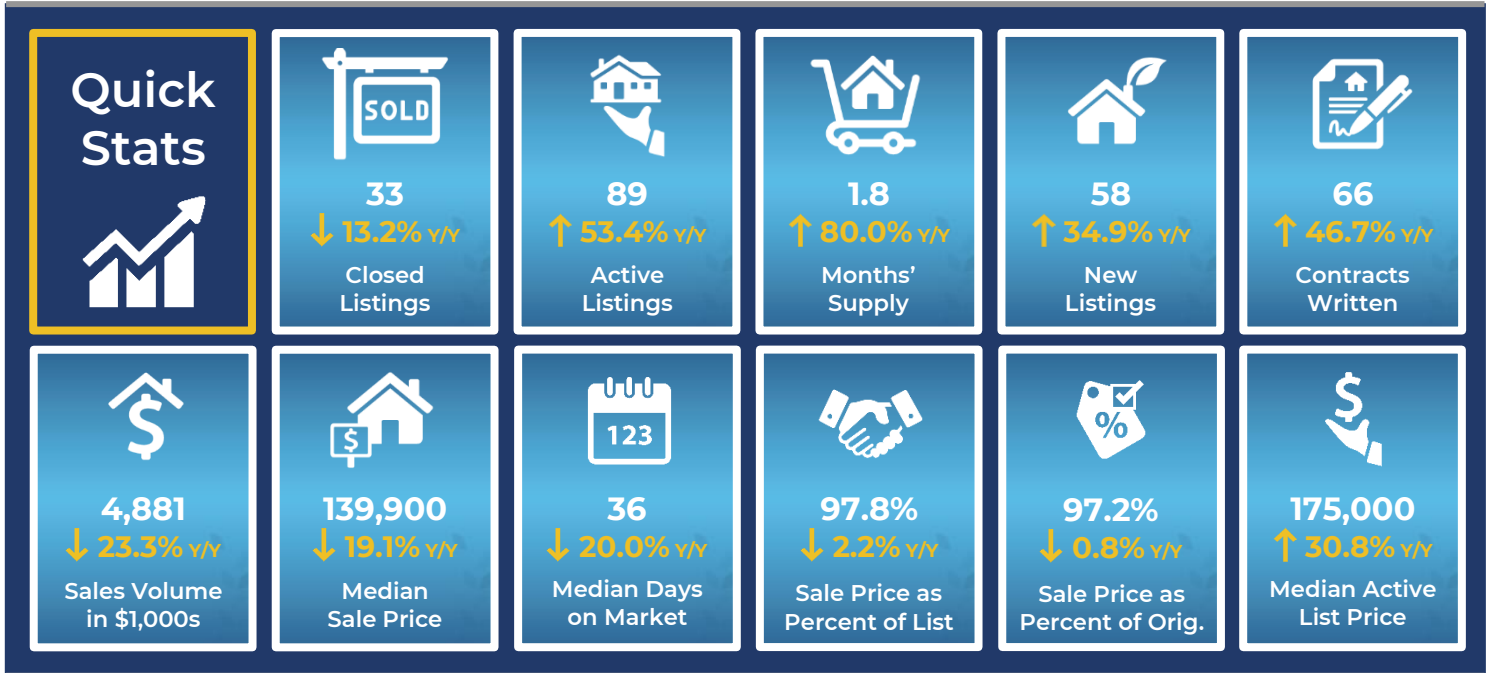 Quick
Stats
SOLD
33
↓ 13.2% Y/Y
Closed
Listings
89
↑ 53.4% Y/Y
Active
Listings
1.8
↑ 80.0% Y/Y
Months’
Supply
58
↑ 34.9% Y/Y
New
Listings
66
↑ 46.7% Y/Y
Contracts
Written
$
4,881
↓ 23.3% Y/Y
Sales Volume
in $1,000s
$
139,900
↓ 19.1% Y/Y
Median
Sale Price
123
36
↓ 20.0% Y/Y
Median Days
on Market
97.8%
↓ 2.2% Y/Y
Sale Price as
Percent of List
%
97.2%
↓ 0.8% Y/Y
Sale Price as
Percent of Orig.
$
175,000
↑ 30.8% Y/Y
Median Active
List Price